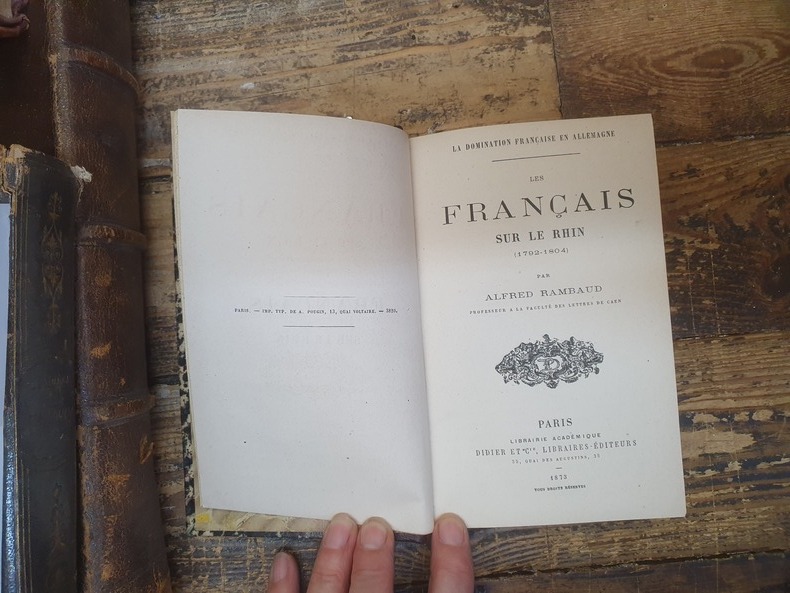 PARIS. — IMP. TYP. DE A. POUGIN, 13, QUAI VOLTAIRE. —
LA DOMINATION FRANÇAISE EN ALLEMAGNE
LES
FRANÇAIS
SUR LE RHIN
(1792-1804)
PAR
ALFRED RAMBAUD
PROFESSEUR A LA FACULTÉ DES LETTRES DE CAEN
PARIS
LIBRAIRIE ACADÉMIQUE
DIDIER ET Cie, LIBRAIRES-ÉDITEURS
35, QUAI DES AUGUSTINS, 35
1873
TOUS DROITS RÉSERVÉS